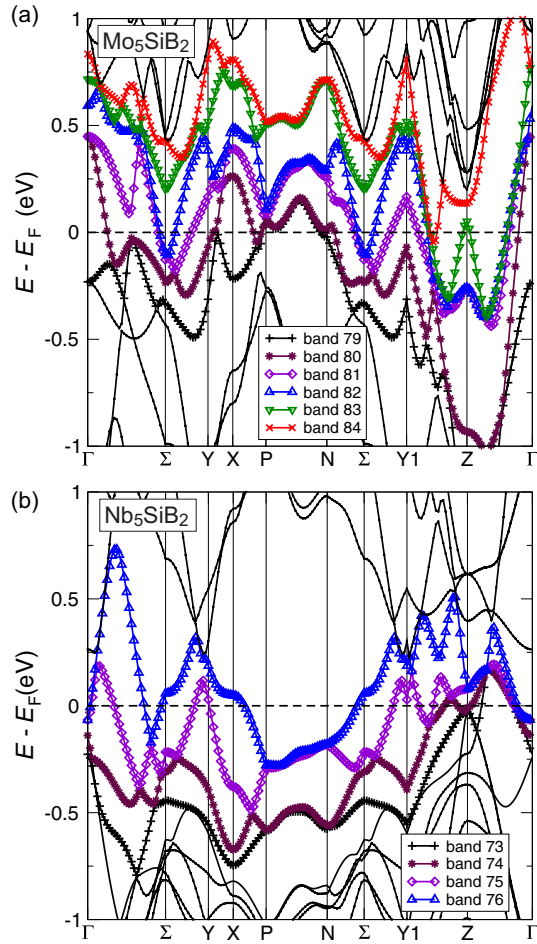 (a)
Mo5SiB2
1
0.5
0
-0.5
-1
E - EF (eV)
band 79
band 80
band 81
band 82
band 83
band 84
Γ Σ Y X P N Σ Y1 Z Γ
(b)
Nb5SiB2
1
0.5
0
-0.5
-1
E - EF(eV)
band 73
band 74
band 75
band 76
Γ Σ Y X P N Σ Y1 Z Γ